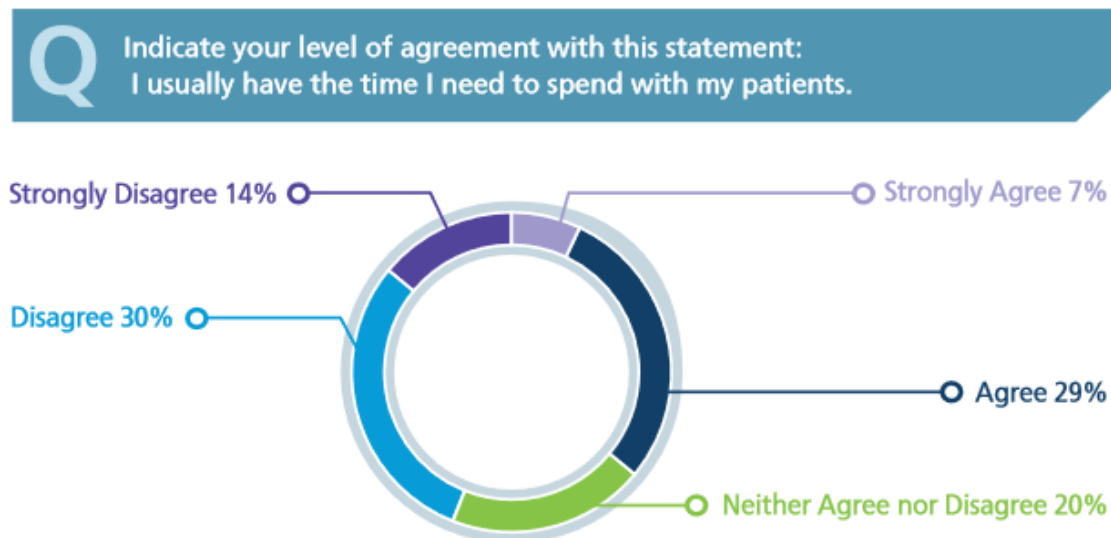 Q
Indicate your level of agreement with this statement:
I usually have the time I need to spend with my patients.
Strongly Disagree 14%
Strongly Agree 7%
Disagree 30%
Agree 29%
Neither Agree nor Disagree 20%